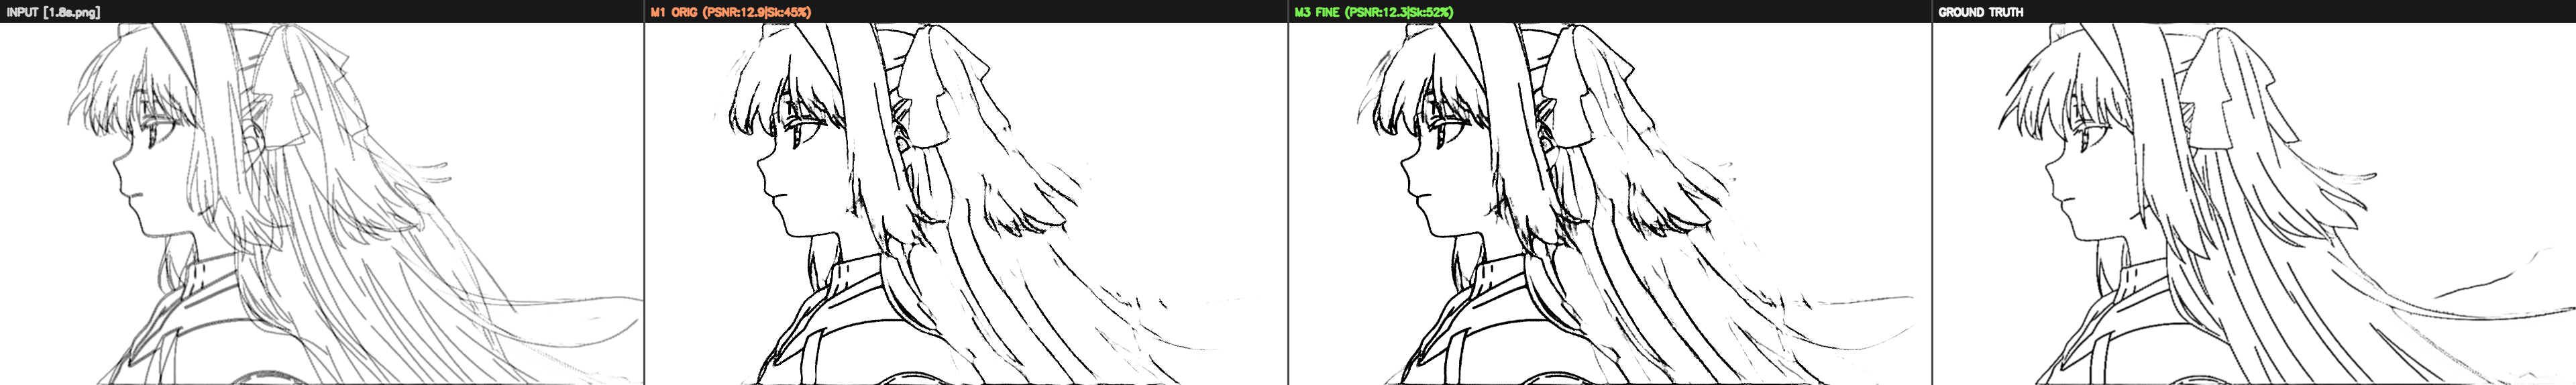 INPUT [1.8s.png]
M1 ORIG (PSNR:12.9|Sk:45%)
M3 FINE (PSNR:12.3|Sk:52%)
GROUND TRUTH